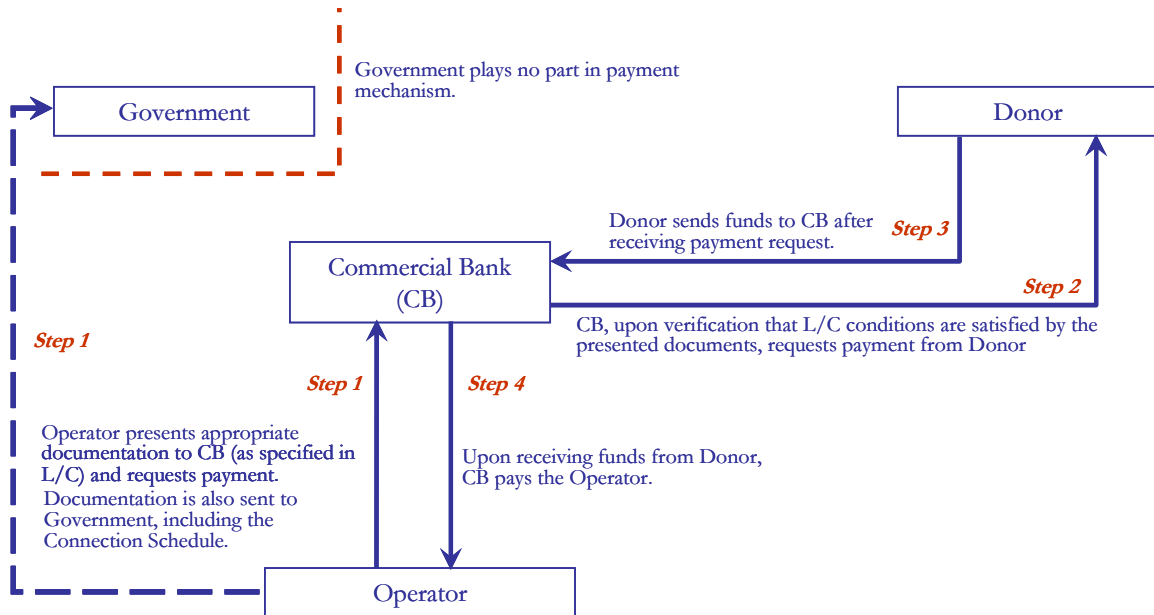 Government plays no part in payment
mechanism.
Government
Donor
Donor sends funds to CB after
receiving payment request.
Step 3
Commercial Bank
(CB)
Step 2
CB, upon verification that L/C conditions are satisfied by the
presented documents, requests payment from Donor
Step 1
Step 1
Step 4
Operator presents appropriate
documentation to CB (as specified in
L/C) and requests payment.
Documentation is also sent to
Government, including the
Connection Schedule.
Upon receiving funds from Donor,
CB pays the Operator.
Operator